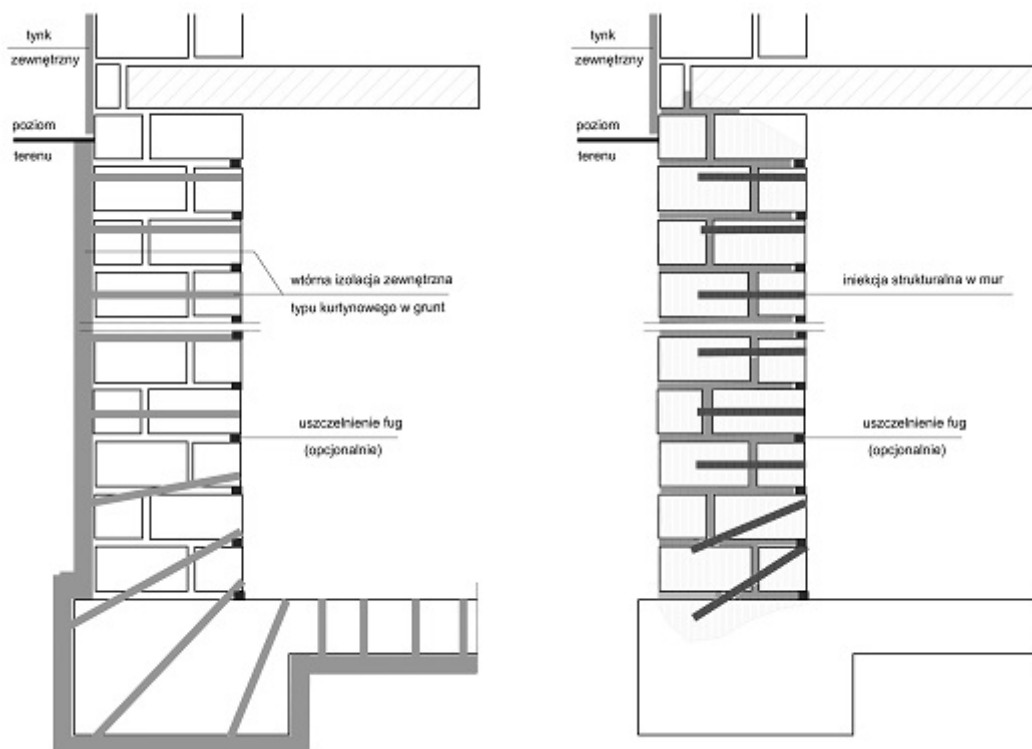 tynk
zewnętrzny
poziom
terenu
wtórna izolacja zewnętrzna
typu kurtynowego w grunt
uszczelnienie fug
(opcjonalnie)
tynk
zewnętrzny
poziom
terenu
iniekcja strukturalna w mur
uszczelnienie fug
(opcjonalnie)